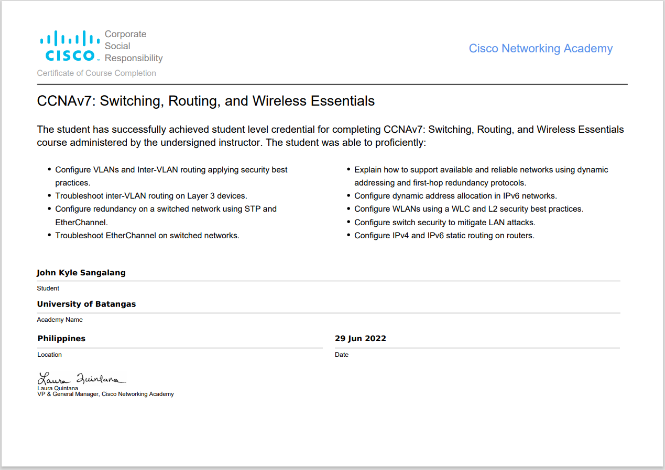 Corporate
Social
CISCO. Responsibility
Cisco Networking Academy
Certificate of Course Completion
CCNAv7: Switching, Routing, and Wireless Essentials
The student has successfully achieved student level credential for completing CCNAv7: Switching, Routing, and Wireless Essentials
course administered by the undersigned instructor. The student was able to proficiently:
• Configure VLANs and Inter-VLAN routing applying security best
practices.
• Troubleshoot inter-VLAN routing on Layer 3 devices.
• Configure redundancy on a switched network using STP and
EtherChannel.
• Troubleshoot EtherChannel on switched networks.
• Explain how to support available and reliable networks using dynamic
addressing and first-hop redundancy protocols.
• Configure dynamic address allocation in IPv6 networks.
• Configure WLANs using a WLC and L2 security best practices.
• Configure switch security to mitigate LAN attacks.
• Configure IPv4 and IPv6 static routing on routers.
John Kyle Sangalang
Student
University of Batangas
Academy Name
Philippines
Location
29 Jun 2022
Date
Laura Quintana
Laura Quintana
VP & General Manager, Cisco Networking Academy